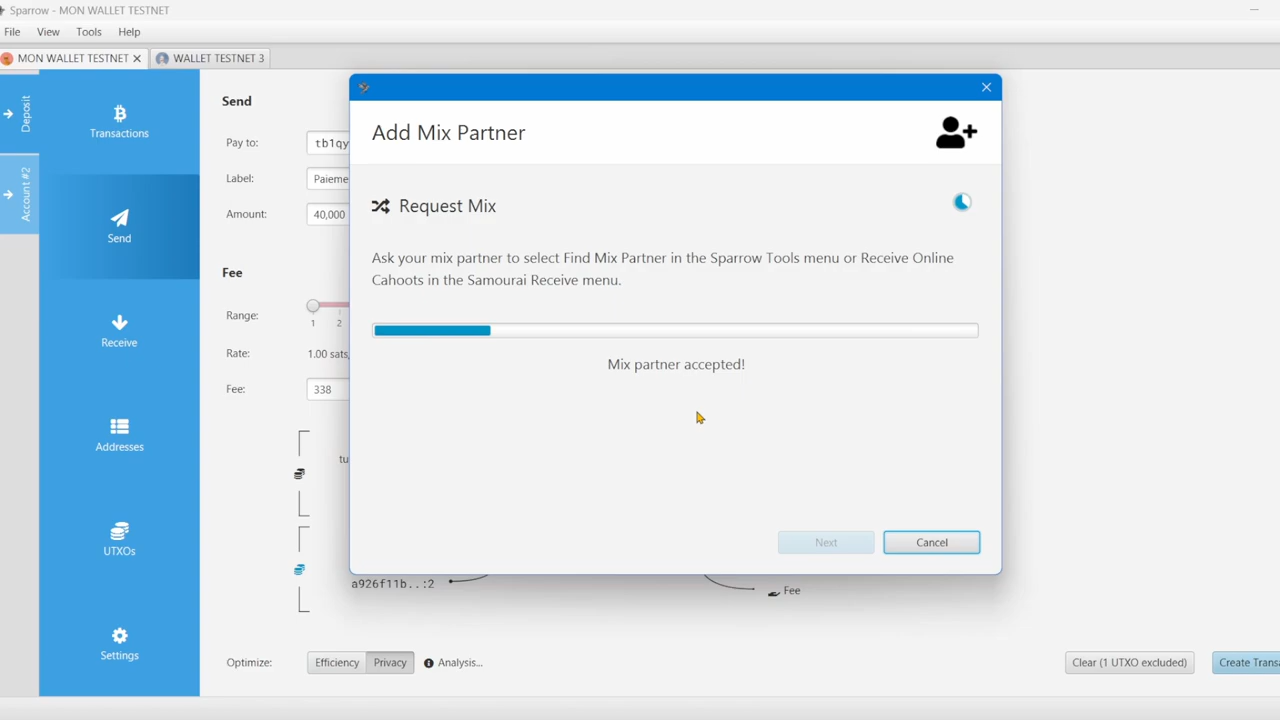 Sparrow - MON WALLET TESTNET
File View Tools Help
MON WALLET TESTNET
WALLET TESTNET 3
Deposit
Account #2
Transactions
Send
Receive
Addresses
UTXOs
Settings
Send
Pay to: tb1qy
Label: Paieme
Amount: 40,000
Fee
Range:
1 2
Rate: 1.00 sats
Fee: 338
tu
a926f11b..:2
Fee
Optimize: Efficiency Privacy Analysis...
Clear (1 UTXO excluded)
Create Transa
Add Mix Partner
Request Mix
Ask your mix partner to select Find Mix Partner in the Sparrow Tools menu or Receive Online
Cahoots in the Samourai Receive menu.
Mix partner accepted!
Next
Cancel